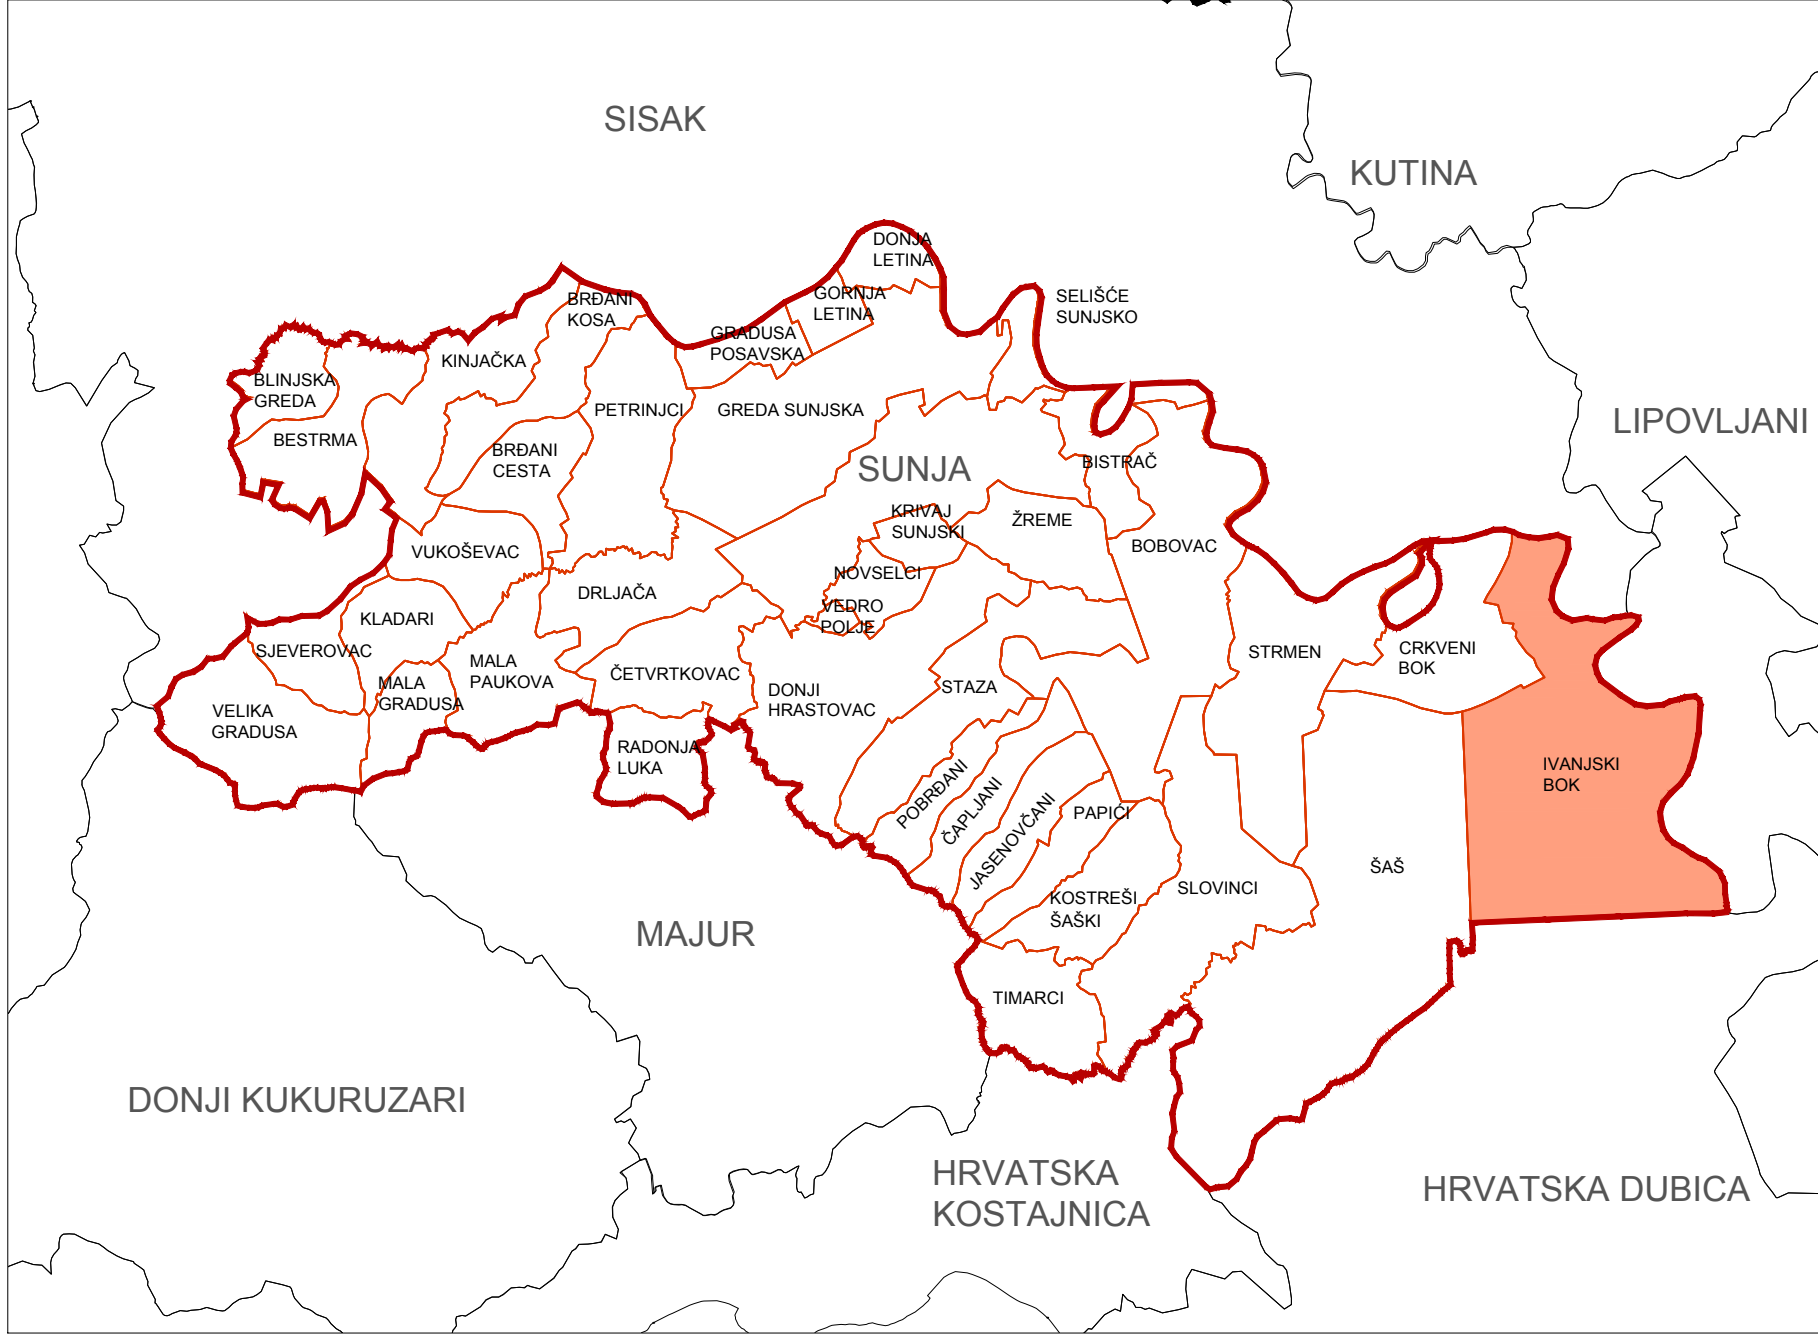 SISAK
KUTINA
DONJA
LETINA
SELIŠĆE
SUNJSKO
BRĐANI
KOSA
GORNJA
LETINA
GRADUSA
POSAVSKA
KINJAČKA
BLINJSKA
GREDA
PETRINJCI
GREDA SUNJSKA
LIPOVLJANI
BESTRMA
BRĐANI
CESTA
SUNJA
BISTRAČ
KRIVAJ
SUNJSKI
ŽREME
BOBOVAC
VUKOŠEVAC
NOVSELCI
DRLJAČA
VEDRO
POLJE
KLADARI
SJEVEROVAC
STRMEN
CRKVENI
BOK
MALA
PAUKOVA
ČETVRTKOVAC
MALA
GRADUSA
STAZA
DONJI
HRASTOVAC
VELIKA
GRADUSA
RADONJA
LUKA
IVANJSKI
BOK
POBRĐANI
ČAPLJANI
JASENOVČANI
PAPIĆI
ŠAŠ
SLOVINCI
KOSTREŠI
ŠAŠKI
MAJUR
TIMARCI
DONJI KUKURUZARI
HRVATSKA
KOSTAJNICA
HRVATSKA DUBICA